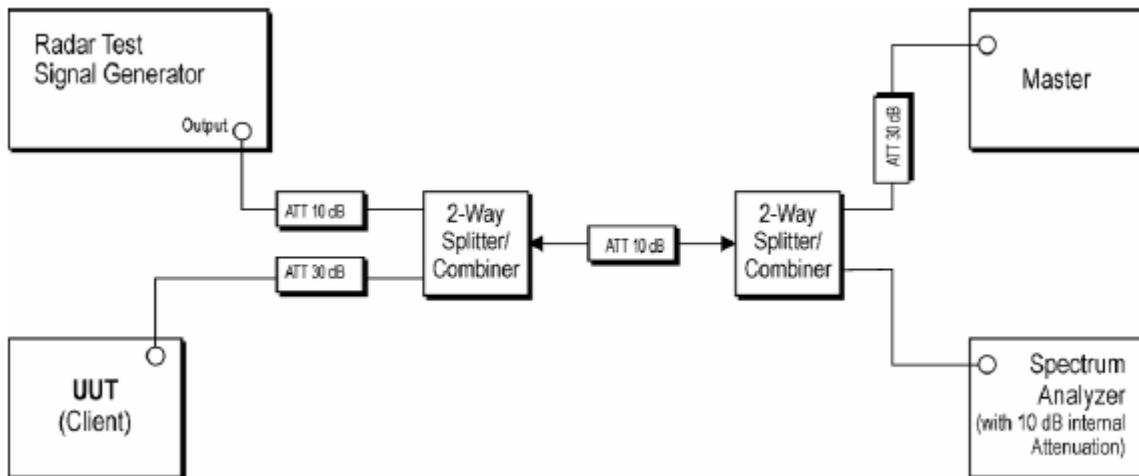 Radar Test
Signal Generator
Output
ATT 10 dB
2-Way
Splitter/
Combiner
ATT 30 dB
UUT
(Client)
ATT 10 dB
2-Way
Splitter/
Combiner
ATT 30 dB
Master
Spectrum
Analyzer
(with 10 dB internal
Attenuation)